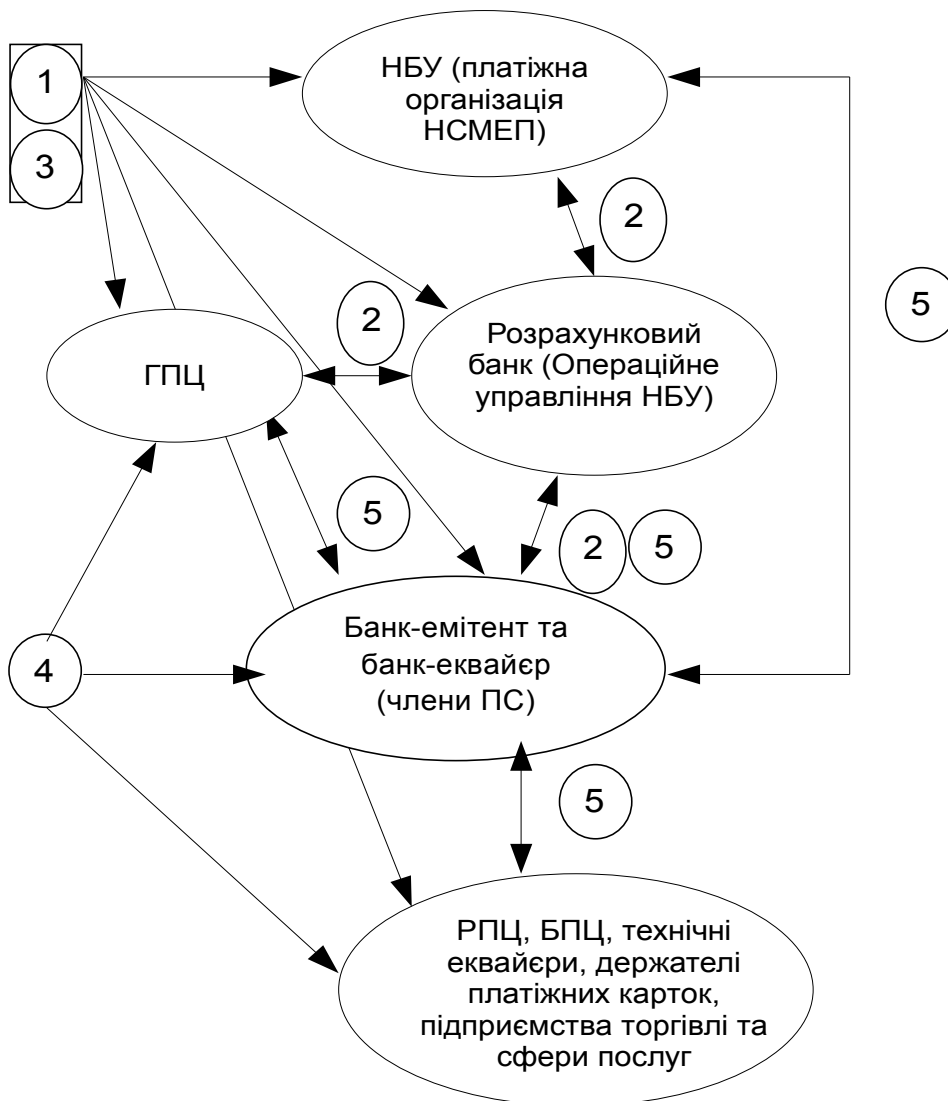 1
3
НБУ (платіжна
організація
НСМЕП)
2
5
2
ГПЦ
Розрахунковий
банк (Операційне
управління НБУ)
5
2
5
4
Банк-емітент та
банк-еквайєр
(члени ПС)
5
РПЦ, БПЦ, технічні
еквайєри, держателі
платіжних карток,
підприємства торгівлі та
сфери послуг